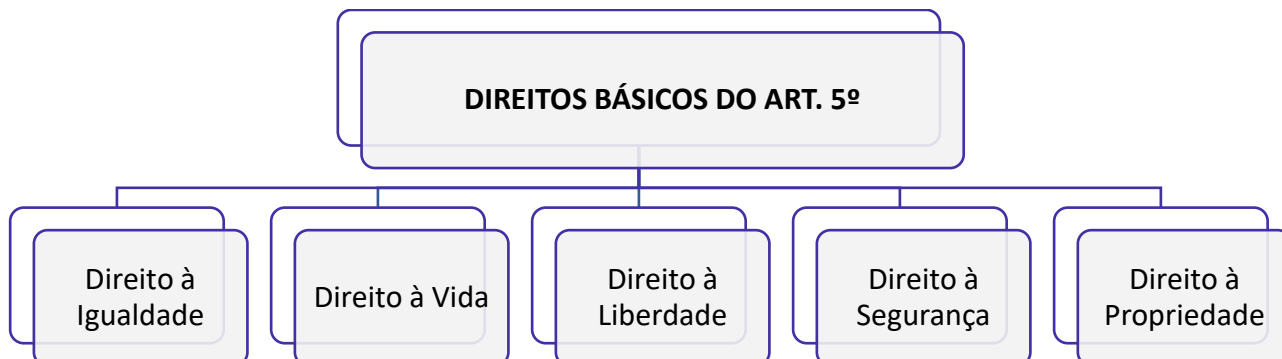 DIREITOS BÁSICOS DO ART. 5º
Direito à
Igualdade
Direito à Vida
Direito à
Liberdade
Direito à
Segurança
Direito à
Propriedade